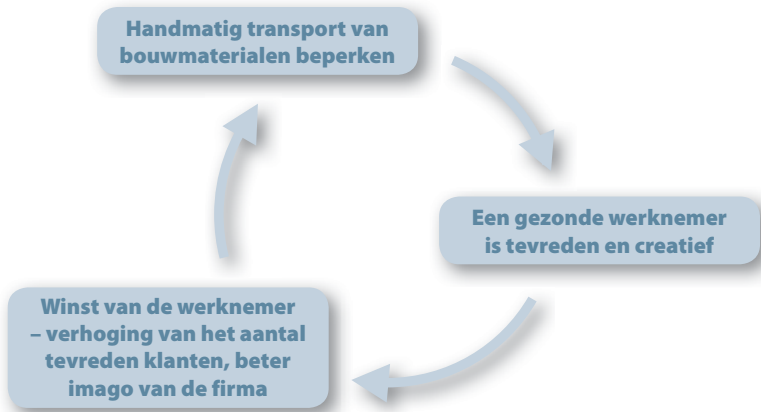 Handmatig transport van
bouwmaterialen beperken
Een gezonde werknemer
is tevreden en creatief
Winst van de werknemer
– verhoging van het aantal
tevreden klanten, beter
imago van de firma